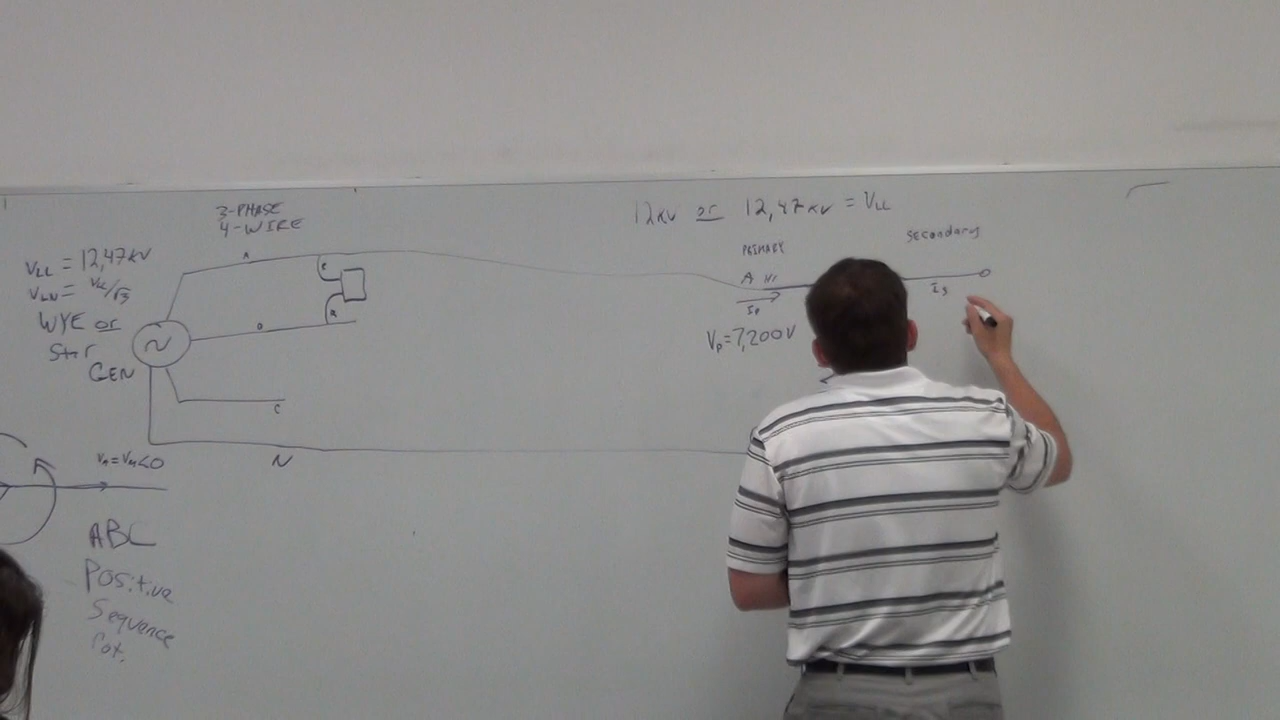 3-PHASE
4-WIRE
12KV or 12,47KV = VLL
PRIMARY
Secondary
VLL = 12,47KV
VLN = VLL/√3
WYE or
Star
GEN
A
C
N
A H1
IP
IS
VP = 7,200V
VA = VM<0
ABC
Positive
Sequence
Rot.